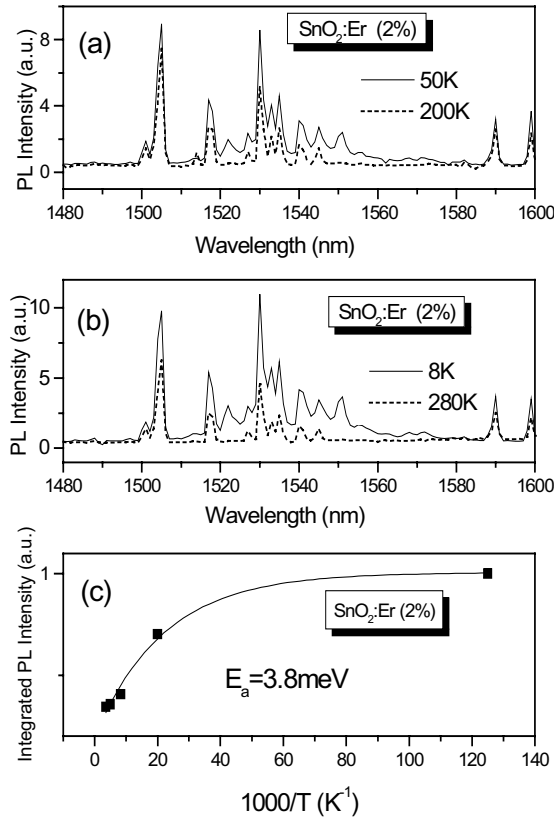 (a)
SnO2:Er (2%)
50K
200K
PL Intensity (a.u.)
8
4
0
1480 1500 1520 1540 1560 1580 1600
Wavelength (nm)
(b)
SnO2:Er (2%)
8K
280K
PL Intensity (a.u.)
10
5
0
1480 1500 1520 1540 1560 1580 1600
Wavelength (nm)
(c)
SnO2:Er (2%)
Ea=3.8meV
Integrated PL Intensity (a.u.)
1
0 20 40 60 80 100 120 140
1000/T (K-1)